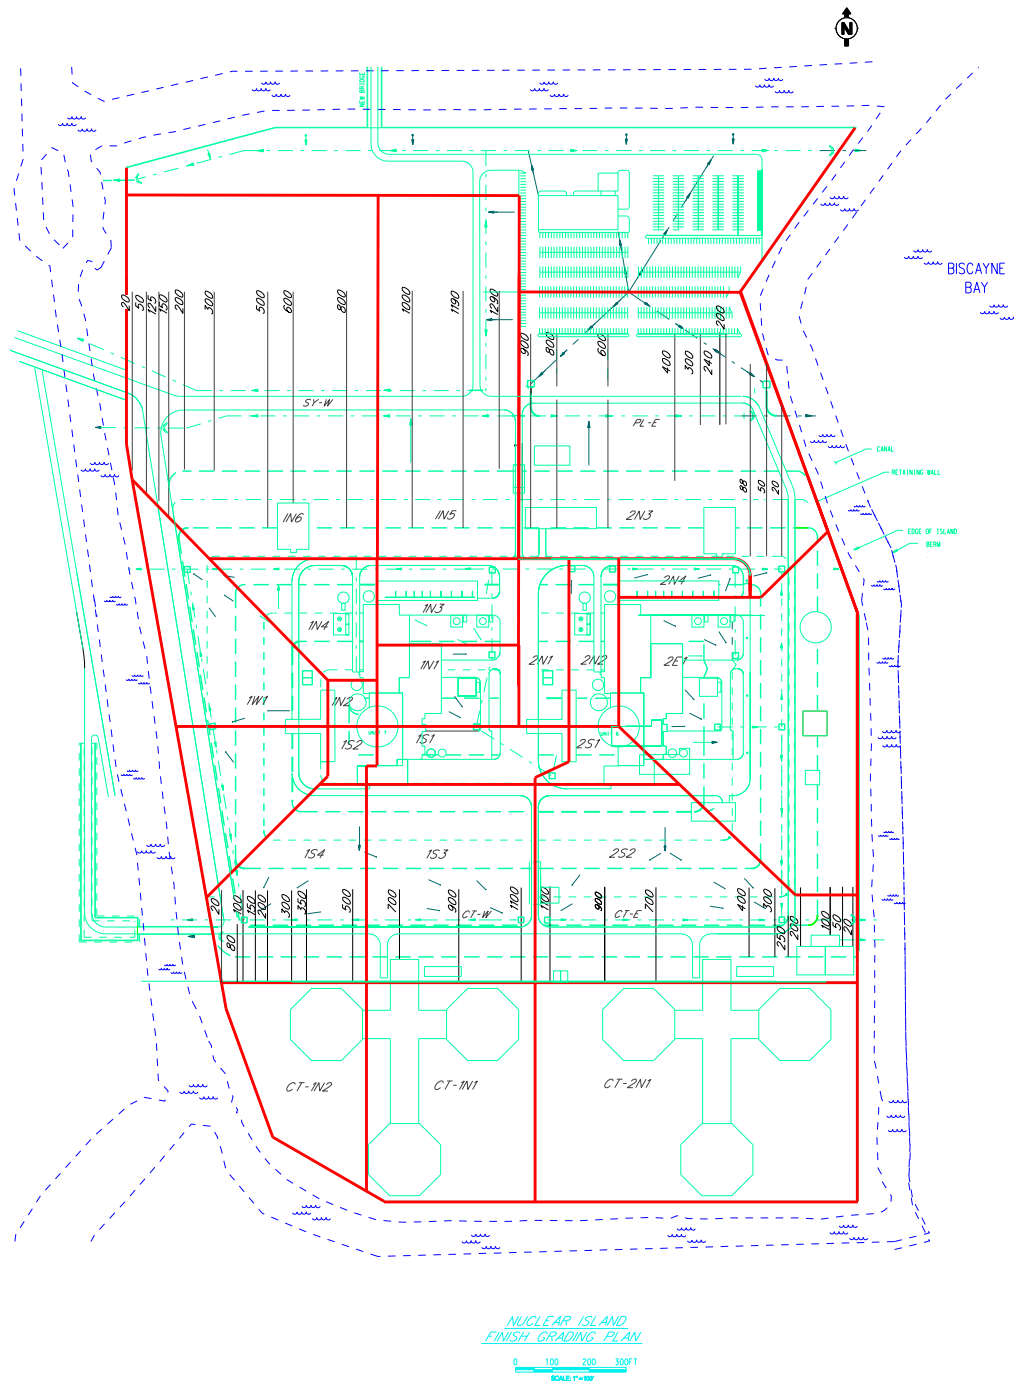 N
NEW BRIDGE
BISCAYNE
BAY
20
50
125
150
200
300
500
600
800
1000
1190
1290
900
800
600
400
300
240
200
SY-W
PL-E
CANAL
RETAINING WALL
88
50
20
1N6
1N5
2N3
EDGE OF ISLAND
BERM
2N4
1N3
1N4
1N1
2N1
2N2
2E1
1W1
1N2
1S2
1S1
2S1
1S4
1S3
2S2
20
80
100
150
200
300
350
500
700
900
1100
1100
900
700
400
300
250
200
100
50
20
CT-W
CT-E
CT-1N2
CT-1N1
CT-2N1
NUCLEAR ISLAND
FINISH GRADING PLAN
0 100 200 300FT
SCALE: 1"=100'